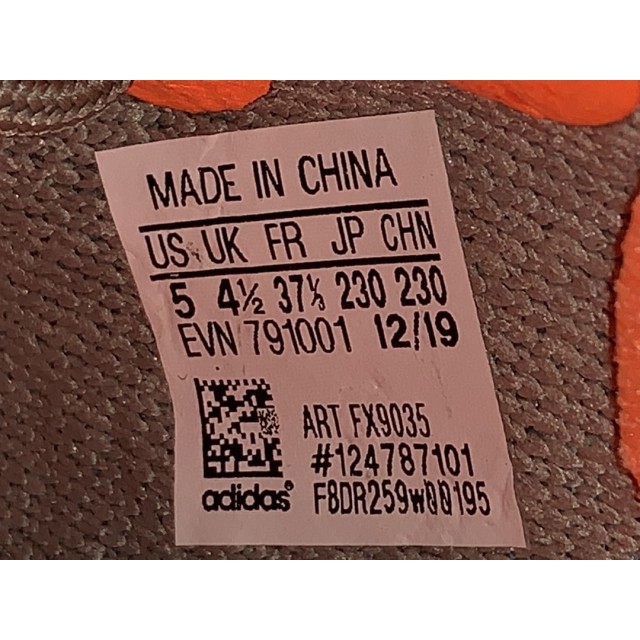 MADE IN CHINA
US UK FR JP CHN
5 4½ 37⅓ 230 230
EVN 791001 12/19
ART FX9035
#124787101
adidas® F8DR259W00195